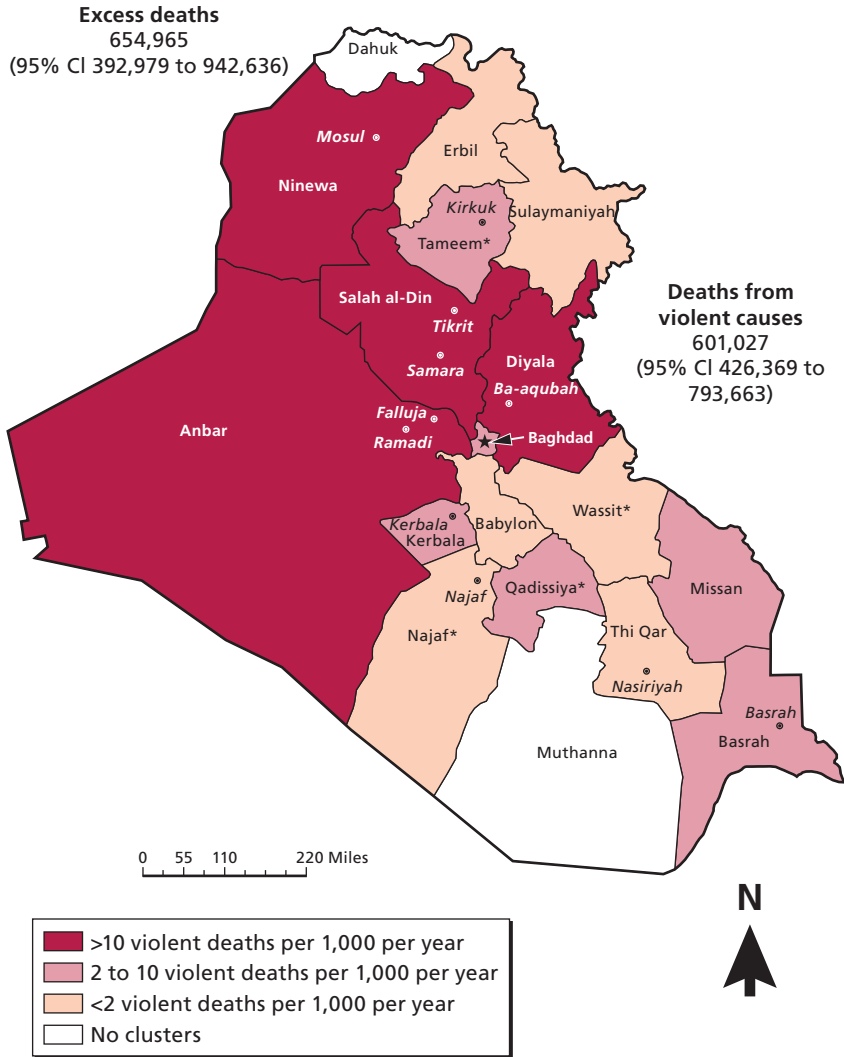 Excess deaths
654,965
(95% CI 392,979 to 942,636)
Dahuk
Mosul
Erbil
Ninewa
Kirkuk
Sulaymaniyah
Tameem*
Salah al-Din
Tikrit
Deaths from
violent causes
601,027
(95% CI 426,369 to
793,663)
Diyala
Samara
Ba-aqubah
Falluja
Anbar
Ramadi
Baghdad
Kerbala
Kerbala
Babylon
Wassit*
Najaf
Qadissiya*
Missan
Najaf*
Thi Qar
Nasiriyah
Basrah
Basrah
Muthanna
0 55 110 220 Miles
N
>10 violent deaths per 1,000 per year
2 to 10 violent deaths per 1,000 per year
<2 violent deaths per 1,000 per year
No clusters